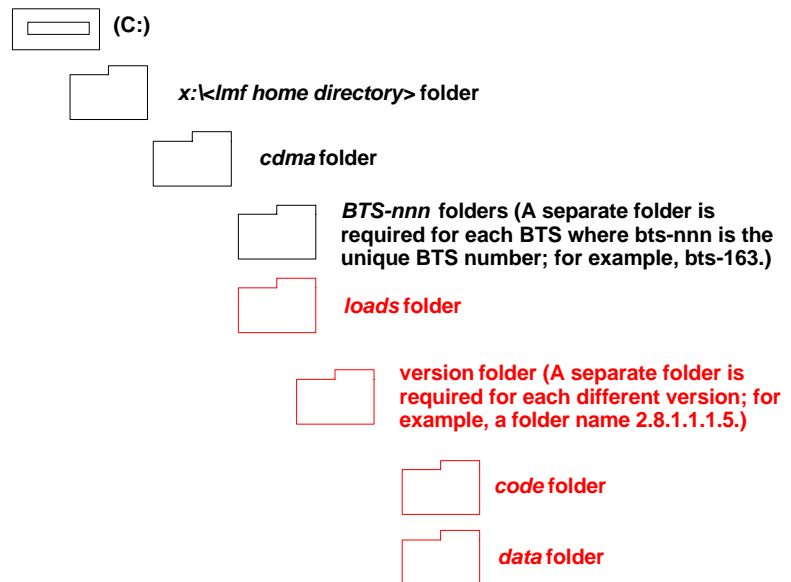 (C:)
x:\<lmf home directory> folder
cdma folder
BTS-nnn folders (A separate folder is
required for each BTS where bts-nnn is the
unique BTS number; for example, bts-163.)
loads folder
version folder (A separate folder is
required for each different version; for
example, a folder name 2.8.1.1.1.5.)
code folder
data folder